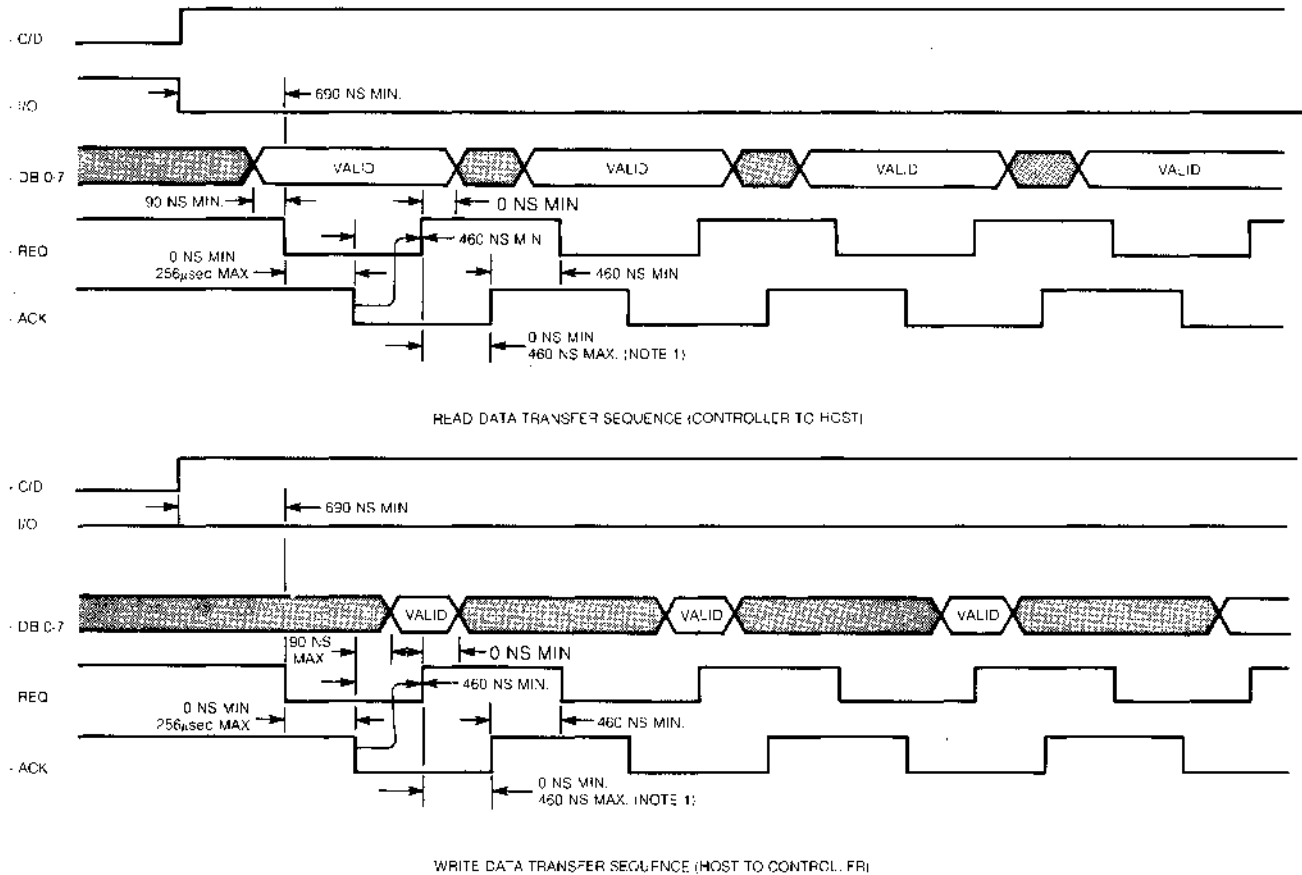 - C/D
- I/O
690 NS MIN.
- DB 0-7
VALID
VALID
VALID
VALID
90 NS MIN.
0 NS MIN
- REQ
460 NS MIN
0 NS MIN
256µsec MAX
460 NS MIN
- ACK
0 NS MIN
460 NS MAX. (NOTE 1)
READ DATA TRANSFER SEQUENCE (CONTROLLER TO HOST)
- C/D
690 NS MIN
I/O
- DB 0-7
VALID
VALID
VALID
90 NS
MAX
0 NS MIN
REQ
460 NS MIN.
0 NS MIN
256µsec MAX
460 NS MIN.
- ACK
0 NS MIN.
460 NS MAX. (NOTE 1)
WRITE DATA TRANSFER SEQUENCE (HOST TO CONTROLLER)